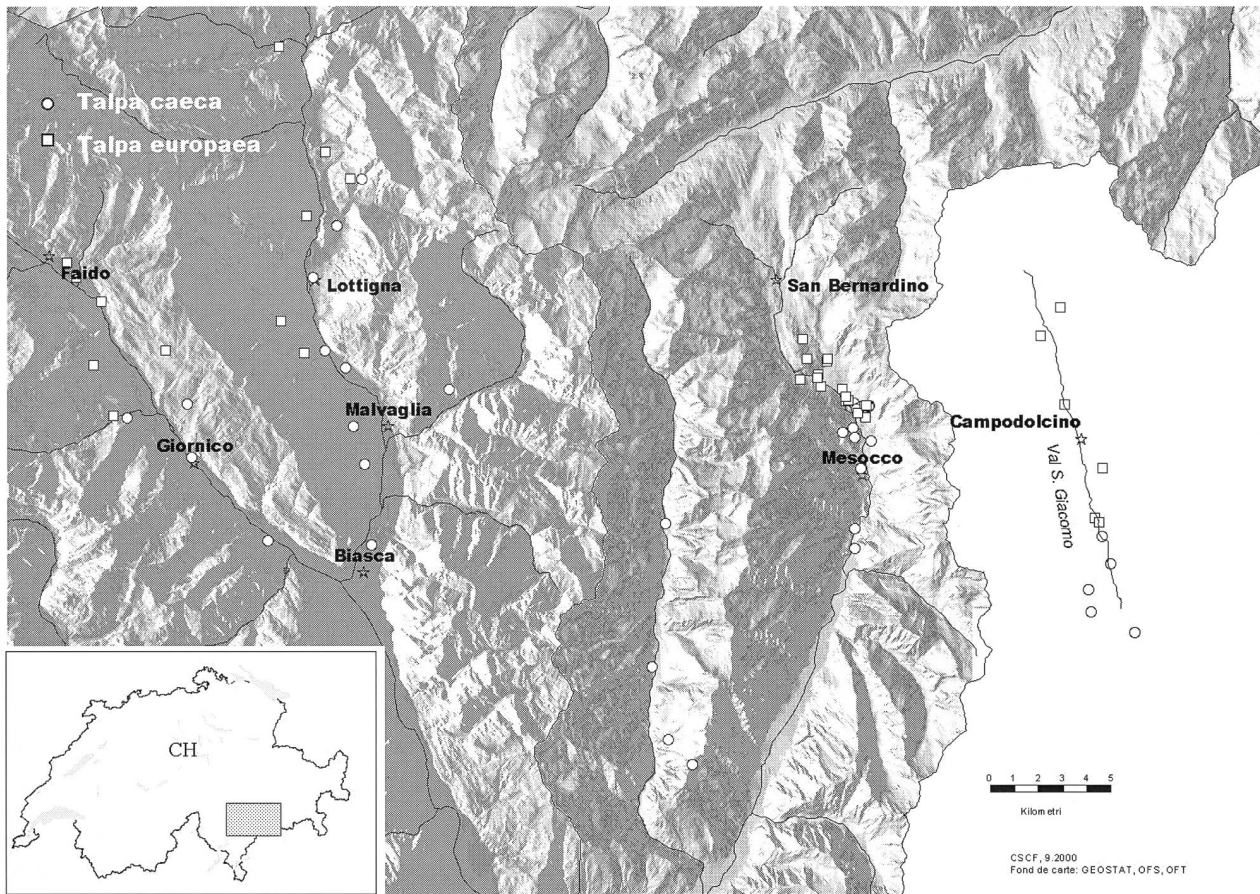 Talpa caeca
Talpa europaea
Faido
Lottigna
San Bernardino
Malvaglia
Campodolcino
Giornico
Mesocco
Val S. Giacomo
Biasca
CH
0 1 2 3 4 5
Kilometri
CSCF, 9.2000
Fond de carte: GEOSTAT, OFS, OFT